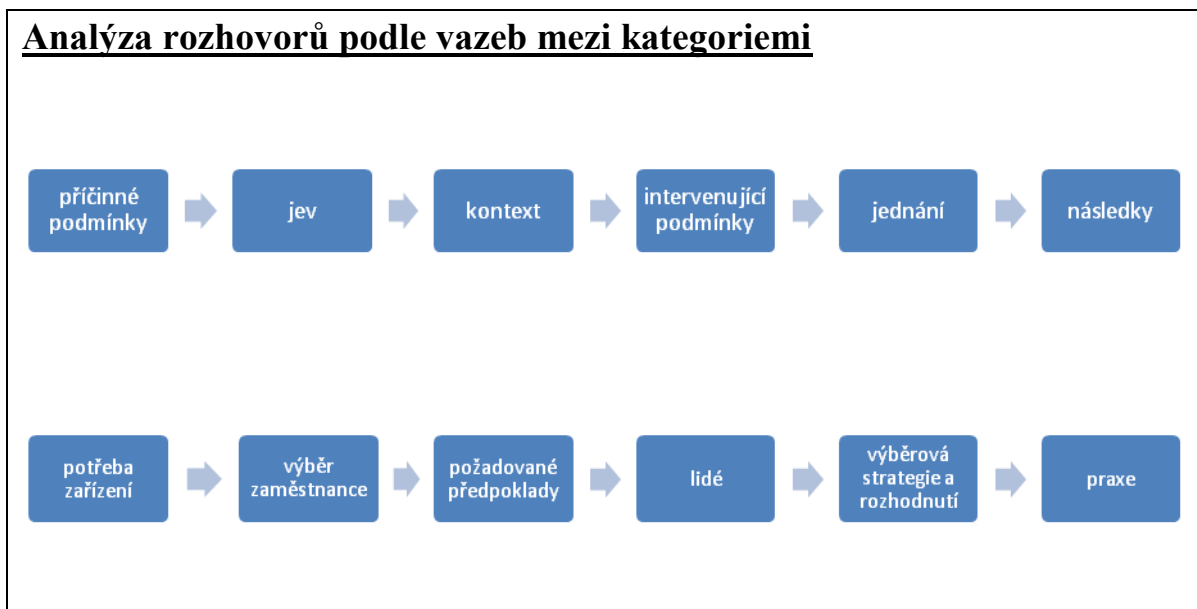 Analýza rozhovorů podle vazeb mezi kategoriemi
příčinné
podmínky
jev
kontext
intervenující
podmínky
jednání
následky
potřeba
zařízení
výběr
zaměstnance
požadované
předpoklady
lidé
výběrová
strategie a
rozhodnutí
praxe